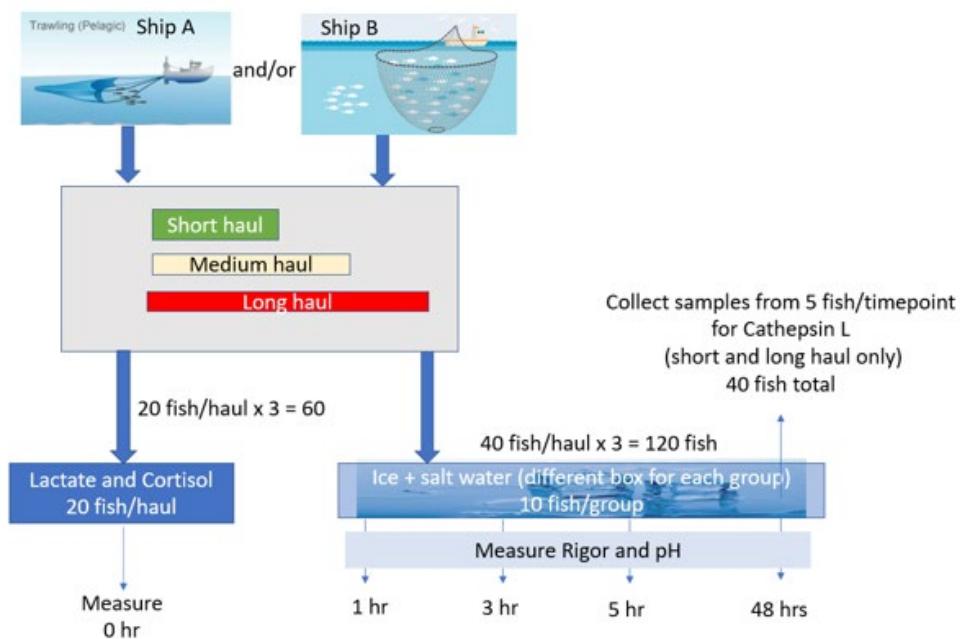 Trawling (Pelagic)
Ship A
and/or
Ship B
Short haul
Medium haul
Long haul
Collect samples from 5 fish/timepoint
for Cathepsin L
(short and long haul only)
40 fish total
20 fish/haul x 3 = 60
40 fish/haul x 3 = 120 fish
Lactate and Cortisol
20 fish/haul
Ice + salt water (different box for each group)
10 fish/group
Measure Rigor and pH
Measure
0 hr
1 hr
3 hr
5 hr
48 hrs